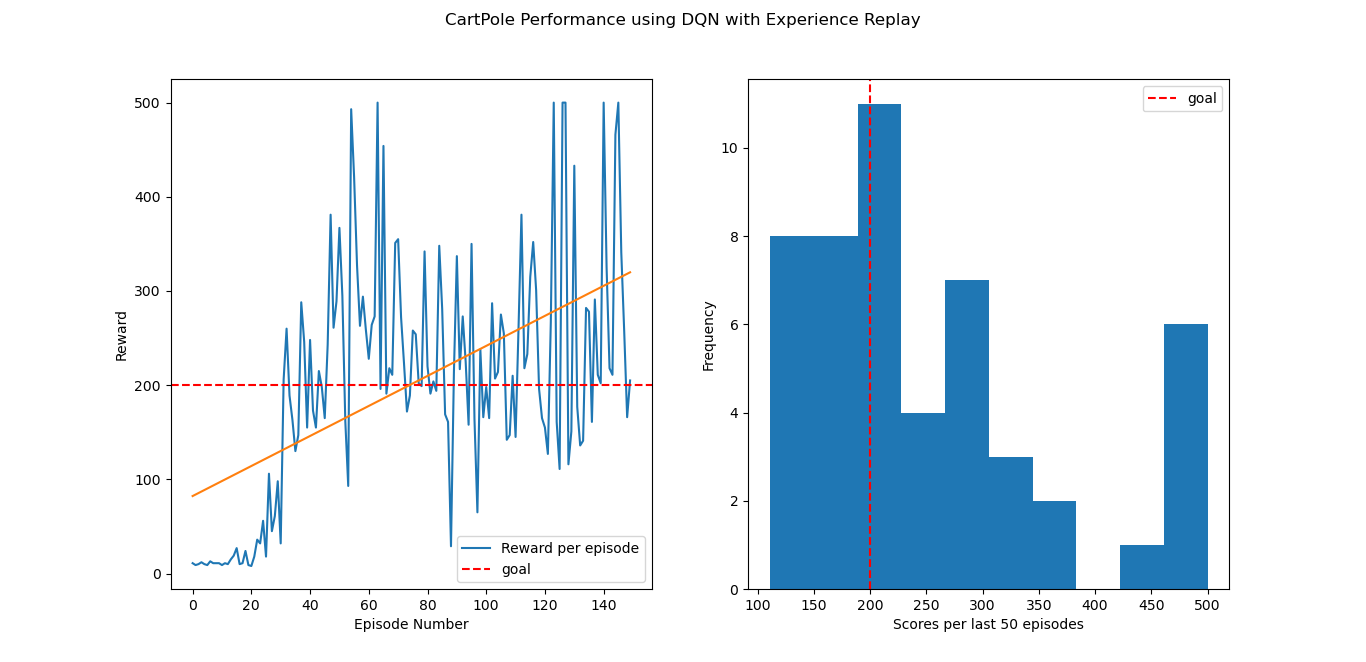 CartPole Performance using DQN with Experience Replay
500
400
300
200
100
0
Reward
0 20 40 60 80 100 120 140
Episode Number
Reward per episode
goal
10
8
6
4
2
0
Frequency
100 150 200 250 300 350 400 450 500
Scores per last 50 episodes
goal